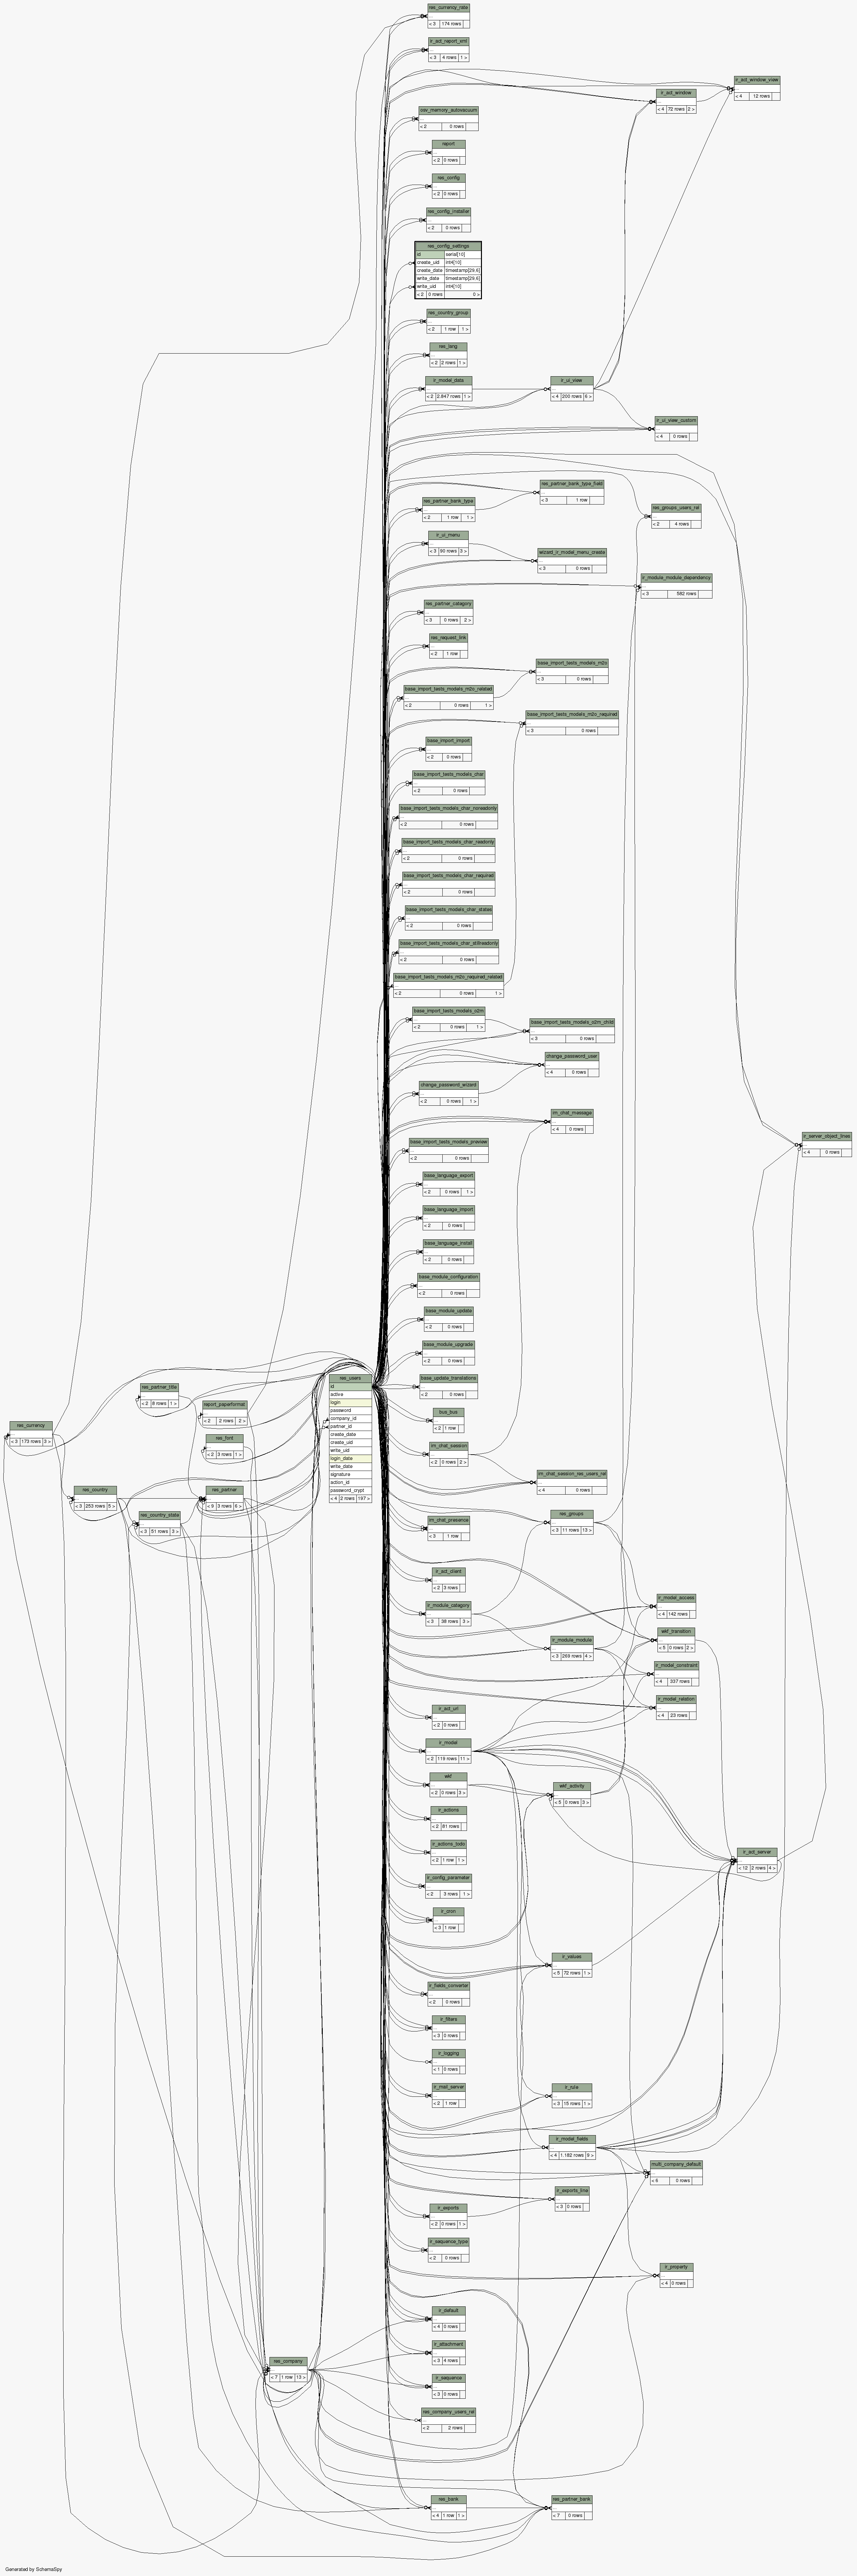 res_currency_rate
...
< 3 174 rows
ir_act_report_xml
...
< 3 4 rows 1 >
ir_act_window_view
...
< 4 12 rows
ir_act_window
...
< 4 72 rows 2 >
osv_memory_autovacuum
...
< 2 0 rows
report
...
< 2 0 rows
res_config
...
< 2 0 rows
res_config_installer
...
< 2 0 rows
res_config_settings
id serial[10]
create_uid int4[10]
create_date timestamp[29,6]
write_date timestamp[29,6]
write_uid int4[10]
< 2 0 rows 0 >
res_country_group
...
< 2 1 row 1 >
res_lang
...
< 2 2 rows 1 >
ir_model_data
...
< 2 2.847 rows 1 >
ir_ui_view
...
< 4 200 rows 6 >
ir_ui_view_custom
...
< 4 0 rows
res_partner_bank_type_field
...
< 3 1 row
res_partner_bank_type
...
< 2 1 row 1 >
res_groups_users_rel
...
< 2 4 rows
ir_ui_menu
...
< 3 90 rows 3 >
wizard_ir_model_menu_create
...
< 3 0 rows
ir_module_module_dependency
...
< 3 582 rows
res_partner_category
...
< 3 0 rows 2 >
res_request_link
...
< 2 1 row
base_import_tests_models_m2o
...
< 3 0 rows
base_import_tests_models_m2o_related
...
< 2 0 rows 1 >
base_import_tests_models_m2o_required
...
< 3 0 rows
base_import_import
...
< 2 0 rows
base_import_tests_models_char
...
< 2 0 rows
base_import_tests_models_char_noreadonly
...
< 2 0 rows
base_import_tests_models_char_readonly
...
< 2 0 rows
base_import_tests_models_char_required
...
< 2 0 rows
base_import_tests_models_char_states
...
< 2 0 rows
base_import_tests_models_char_stillreadonly
...
< 2 0 rows
base_import_tests_models_m2o_required_related
...
< 2 0 rows 1 >
base_import_tests_models_o2m
...
< 2 0 rows 1 >
base_import_tests_models_o2m_child
...
< 3 0 rows
change_password_user
...
< 4 0 rows
change_password_wizard
...
< 2 0 rows 1 >
im_chat_message
...
< 4 0 rows
ir_server_object_lines
...
< 4 0 rows
base_import_tests_models_preview
...
< 2 0 rows
base_language_export
...
< 2 0 rows 1 >
base_language_import
...
< 2 0 rows
base_language_install
...
< 2 0 rows
base_module_configuration
...
< 2 0 rows
base_module_update
...
< 2 0 rows
base_module_upgrade
...
< 2 0 rows
base_update_translations
...
< 2 0 rows
res_users
id
active
login
password
company_id
partner_id
create_date
create_uid
write_uid
login_date
write_date
signature
action_id
password_crypt
< 4 2 rows 197 >
res_partner_title
...
< 2 8 rows 1 >
report_paperformat
...
< 2 2 rows 2 >
res_currency
...
< 3 173 rows 3 >
res_font
...
< 2 3 rows 1 >
res_country
...
< 3 253 rows 5 >
res_partner
...
< 9 3 rows 6 >
res_country_state
...
< 3 51 rows 3 >
bus_bus
...
< 2 1 row
im_chat_session
...
< 2 0 rows 2 >
im_chat_session_res_users_rel
...
< 4 0 rows
im_chat_presence
...
< 3 1 row
res_groups
...
< 3 11 rows 13 >
ir_act_client
...
< 2 3 rows
ir_module_category
...
< 3 38 rows 3 >
ir_model_access
...
< 4 142 rows
wkf_transition
...
< 5 0 rows 2 >
ir_module_module
...
< 3 269 rows 4 >
ir_model_constraint
...
< 4 337 rows
ir_model_relation
...
< 4 23 rows
ir_act_url
...
< 2 0 rows
ir_model
...
< 2 119 rows 11 >
wkf
...
< 2 0 rows 3 >
wkf_activity
...
< 5 0 rows 3 >
ir_actions
...
< 2 81 rows
ir_actions_todo
...
< 2 1 row 1 >
ir_act_server
...
< 12 2 rows 4 >
ir_config_parameter
...
< 2 3 rows 1 >
ir_cron
...
< 3 1 row
ir_values
...
< 5 72 rows 1 >
ir_fields_converter
...
< 2 0 rows
ir_filters
...
< 3 0 rows
ir_logging
...
< 1 0 rows
ir_mail_server
...
< 2 1 row
ir_rule
...
< 3 15 rows 1 >
ir_model_fields
...
< 4 1.182 rows 9 >
multi_company_default
...
< 6 0 rows
ir_exports_line
...
< 3 0 rows
ir_exports
...
< 2 0 rows 1 >
ir_sequence_type
...
< 2 0 rows
ir_property
...
< 4 0 rows
ir_default
...
< 4 0 rows
ir_attachment
...
< 3 4 rows
res_company
...
< 7 1 row 13 >
ir_sequence
...
< 3 0 rows
res_company_users_rel
...
< 2 2 rows
res_bank
...
< 4 1 row 1 >
res_partner_bank
...
< 7 0 rows
Generated by SchemaSpy